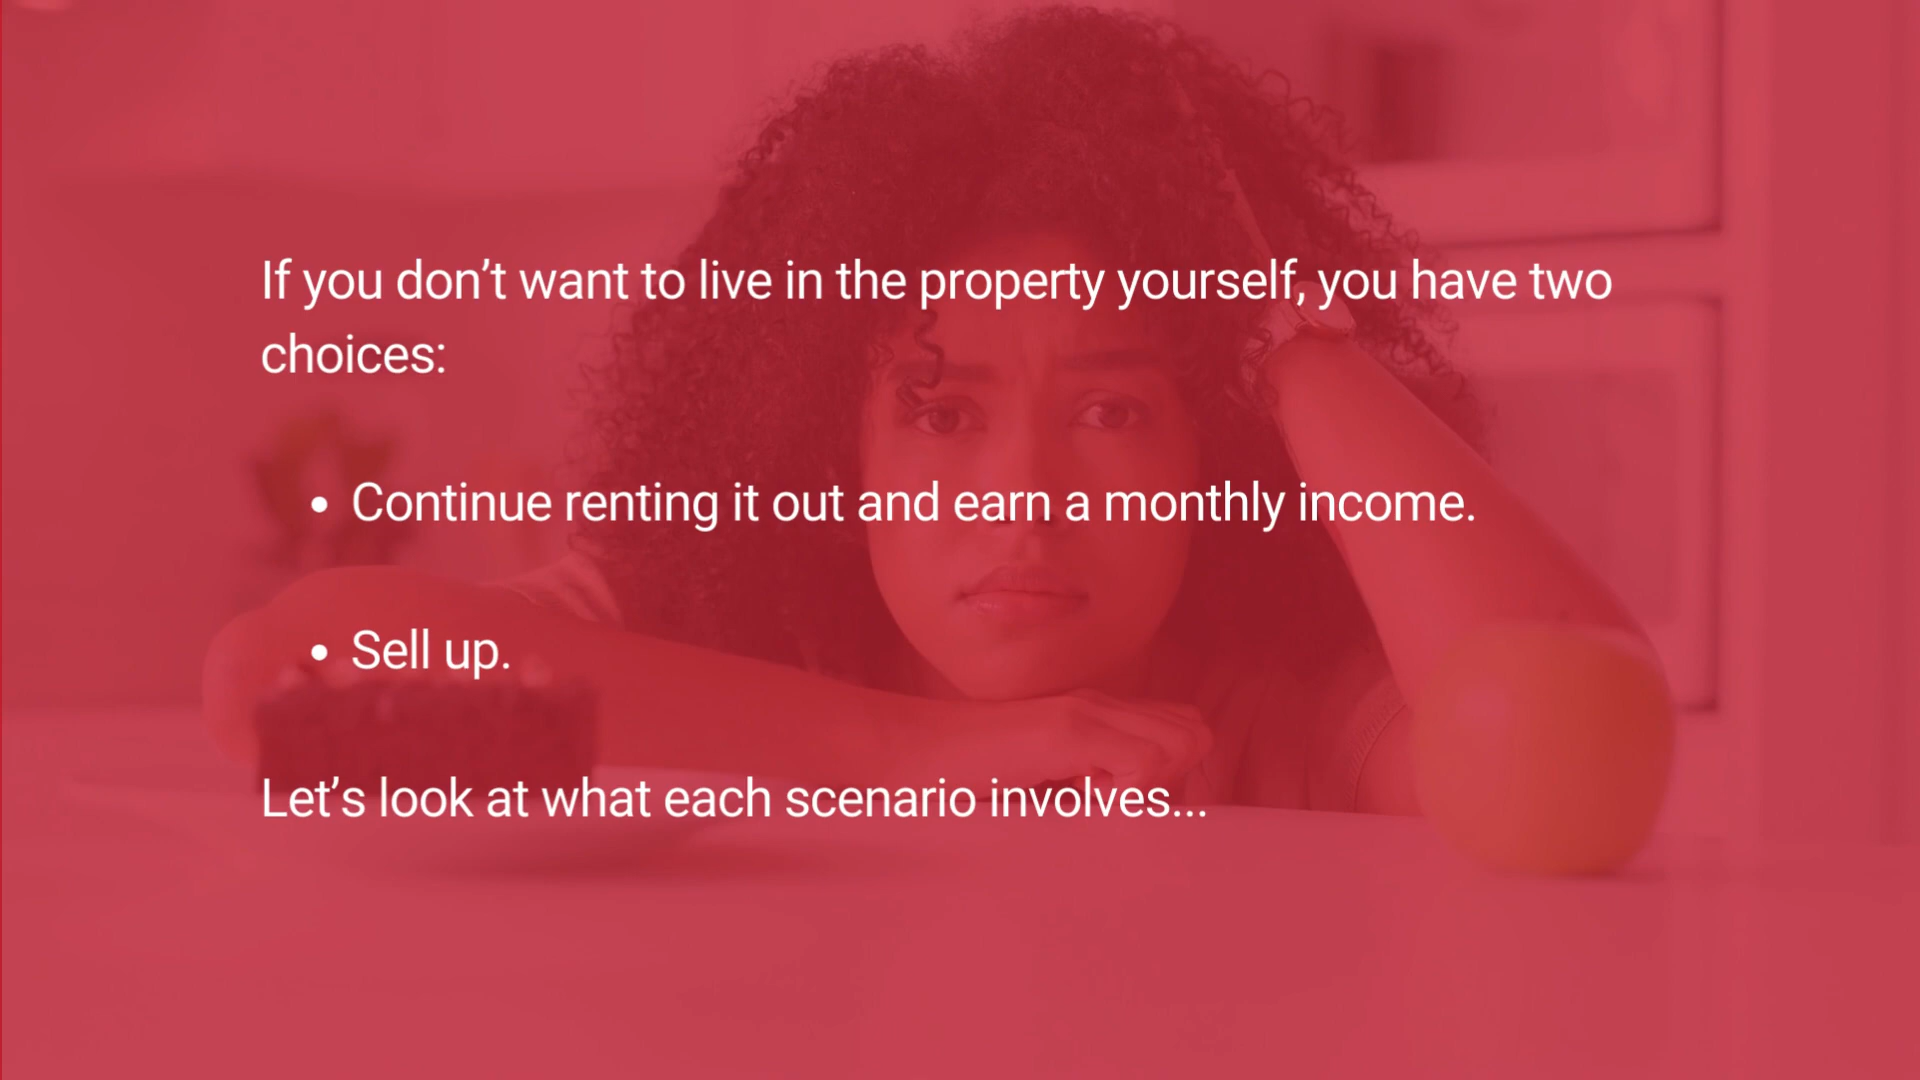 If you don’t want to live in the property yourself, you have two
choices:
• Continue renting it out and earn a monthly income.
• Sell up.
Let’s look at what each scenario involves...